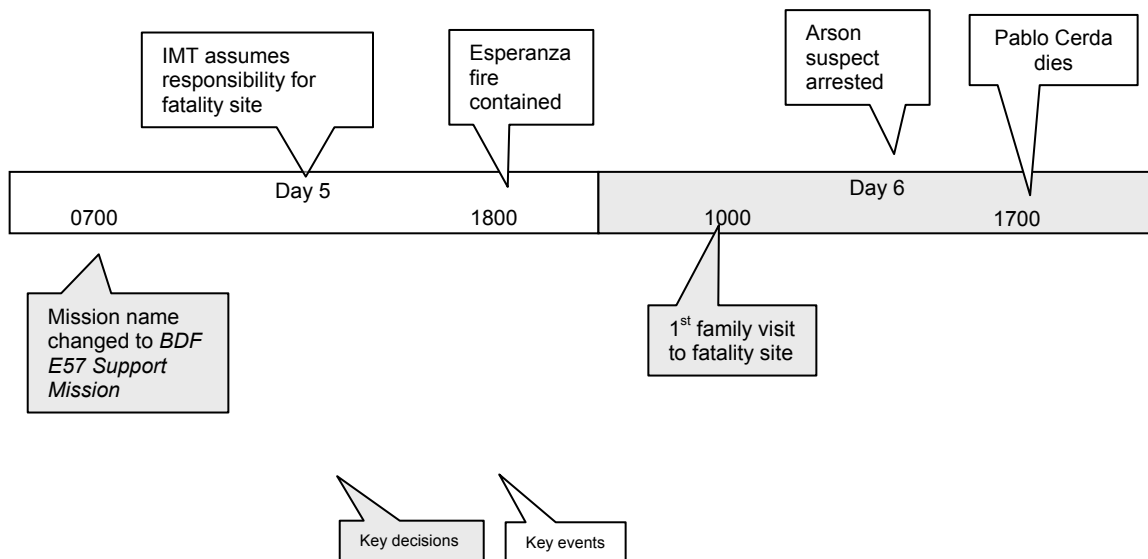 IMT assumes
responsibility for
fatality site
Esperanza
fire
contained
Arson
suspect
arrested
Pablo Cerda
dies
Day 5
Day 6
0700
1800
1000
1700
Mission name
changed to BDF
E57 Support
Mission
1st family visit
to fatality site
Key decisions
Key events